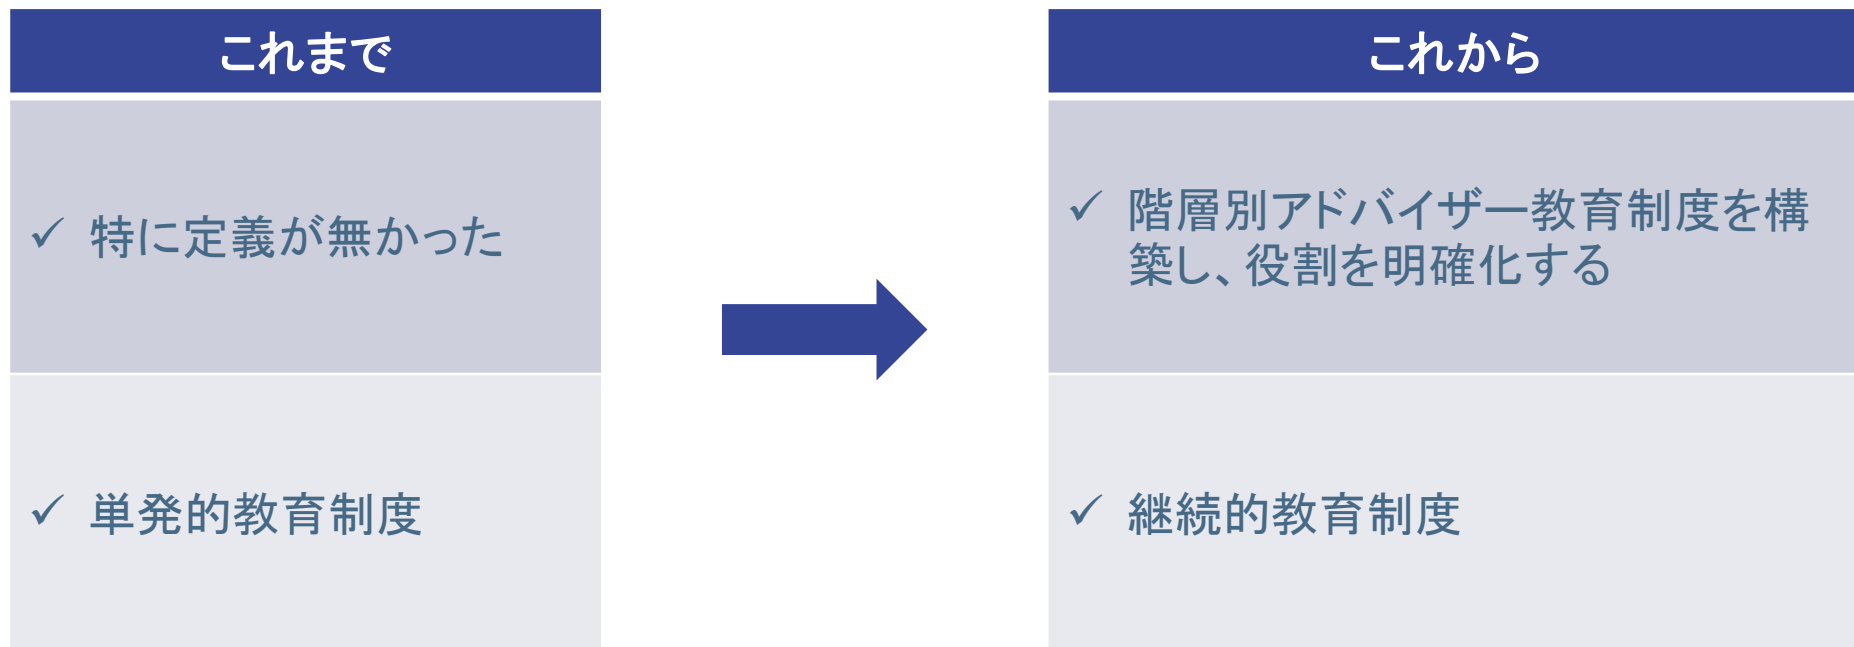 これまで
✓ 特に定義が無かった
✓ 単発的教育制度
これから
✓ 階層別アドバイザー教育制度を構
築し、役割を明確化する
✓ 継続的教育制度